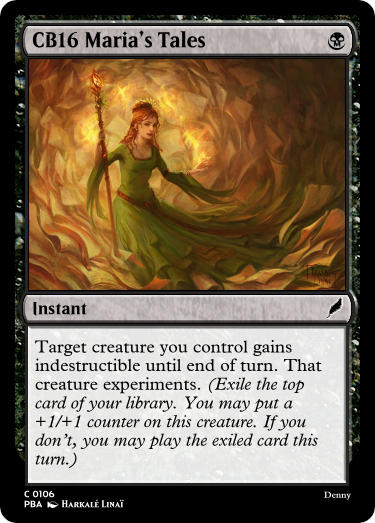 CB16 Maria's Tales
Instant
Target creature you control gains
indestructible until end of turn. That
creature experiments. (Exile the top
card of your library. You may put a
+1/+1 counter on this creature. If you
don't, you may play the exiled card this
turn.)
C 0106
PBA HARKALÉ LINAÏ
Denny